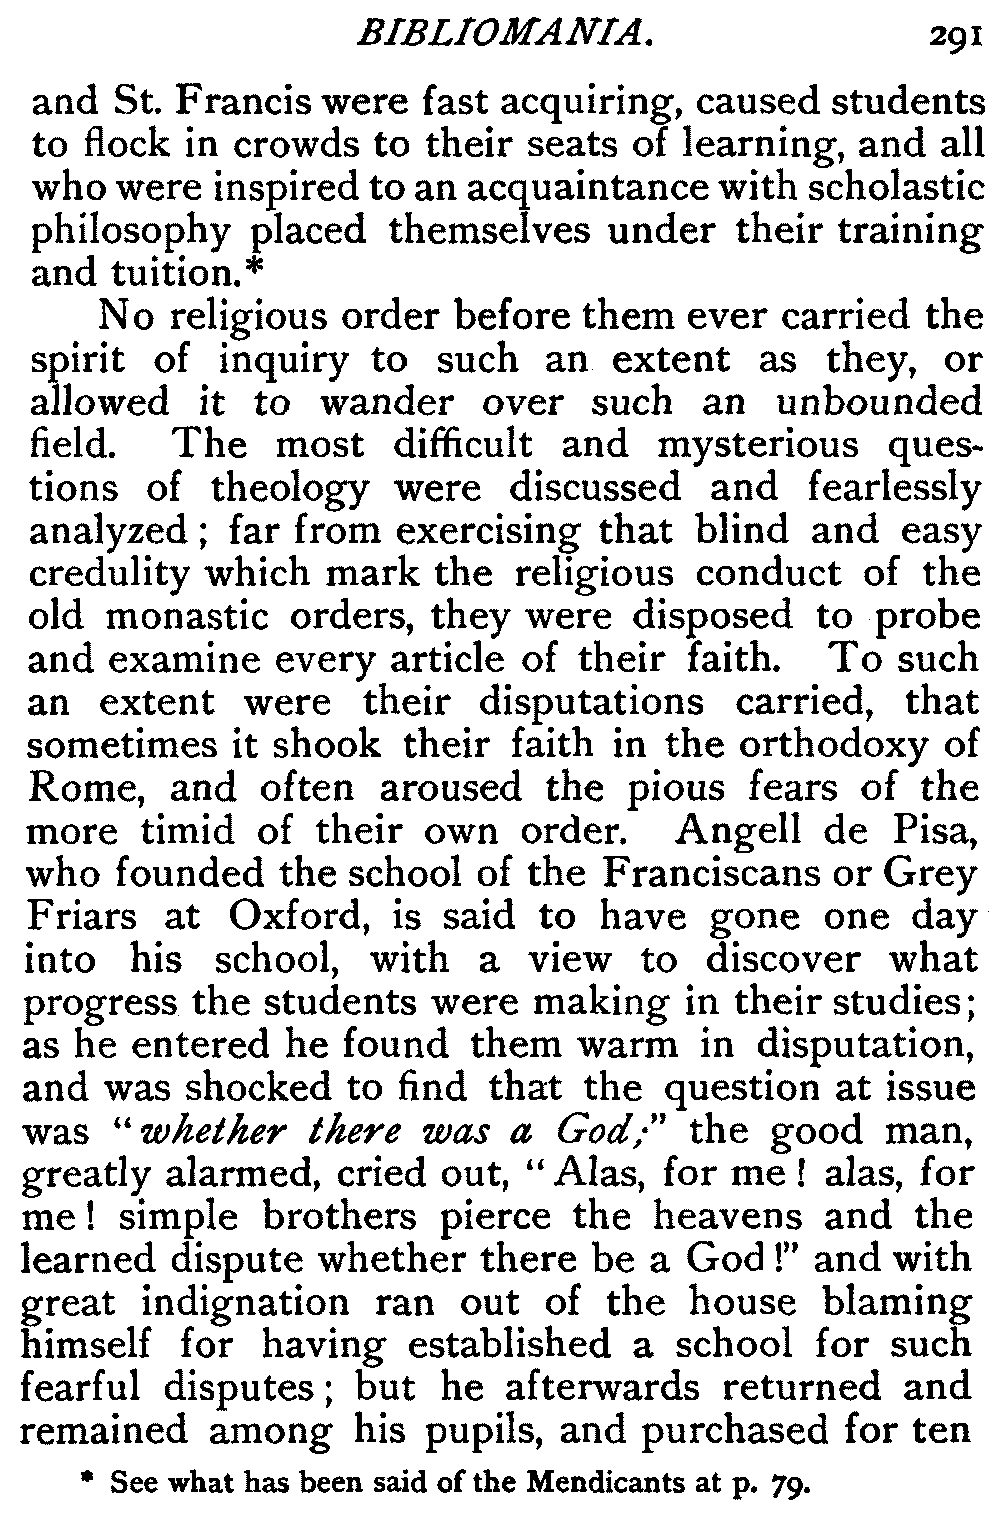 BIBLIOMANIA. 291
and St. Francis were fast acquiring, caused students
to flock in crowds to their seats of learning, and all
who were inspired to an acquaintance with scholastic
philosophy placed themselves under their training
and tuition.*
No religious order before them ever carried the
spirit of inquiry to such an extent as they, or
allowed it to wander over such an unbounded
field. The most difficult and mysterious ques-
tions of theology were discussed and fearlessly
analyzed ; far from exercising that blind and easy
credulity which mark the religious conduct of the
old monastic orders, they were disposed to probe
and examine every article of their faith. To such
an extent were their disputations carried, that
sometimes it shook their faith in the orthodoxy of
Rome, and often aroused the pious fears of the
more timid of their own order. Angell de Pisa,
who founded the school of the Franciscans or Grey
Friars at Oxford, is said to have gone one day
into his school, with a view to discover what
progress the students were making in their studies;
as he entered he found them warm in disputation,
and was shocked to find that the question at issue
was "whether there was a God;" the good man,
greatly alarmed, cried out, "Alas, for me ! alas, for
me ! simple brothers pierce the heavens and the
learned dispute whether there be a God !" and with
great indignation ran out of the house blaming
himself for having established a school for such
fearful disputes ; but he afterwards returned and
remained among his pupils, and purchased for ten
* See what has been said of the Mendicants at p. 79.